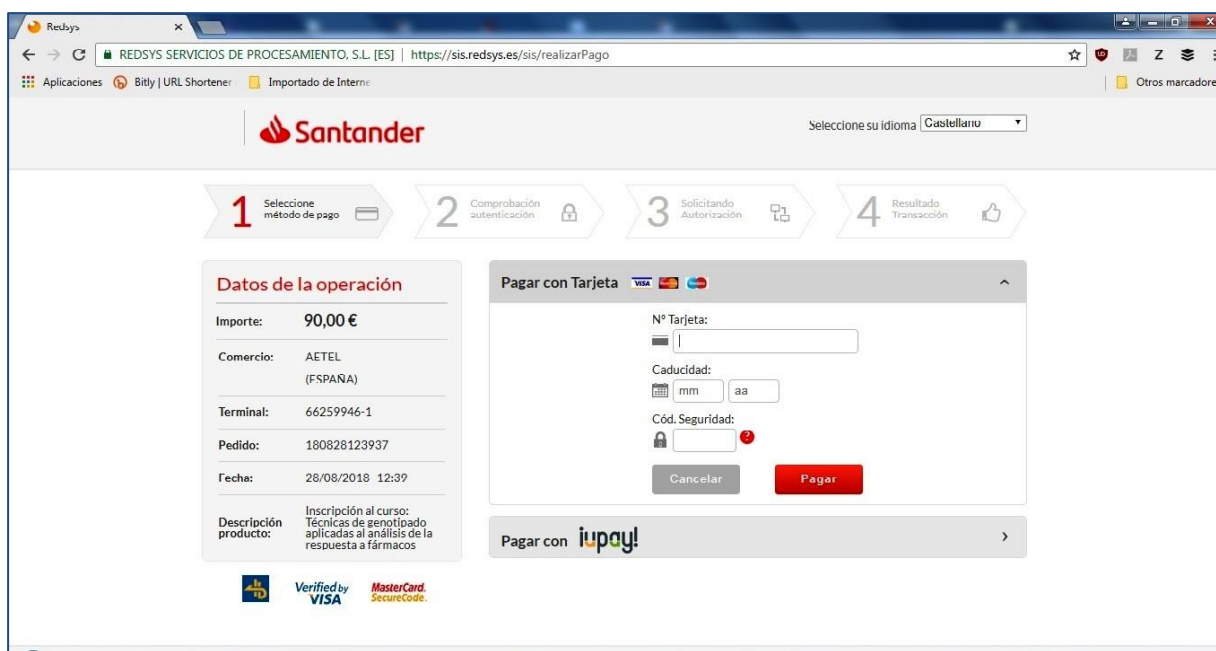 Redsys
REDSYS SERVICIOS DE PROCESAMIENTO, S.L. [ES] | https://sis.redsys.es/sis/realizarPago
Aplicaciones Bitly | URL Shortener Importado de Interne Otros marcadore
Santander
Seleccione su idioma Castellano
1 Seleccione
método de pago
2 Comprobación
autenticación
3 Solicitando
Autorización
4 Resultado
Transacción
Datos de la operación
Importe: 90,00 €
Comercio: AETEL
(ESPAÑA)
Terminal: 66259946-1
Pedido: 180828123937
Fecha: 28/08/2018 12:39
Descripción
producto:
Inscripción al curso:
Técnicas de genotipado
aplicadas al análisis de la
respuesta a fármacos
Verified by
VISA
MasterCard.
SecureCode.
Pagar con Tarjeta VISA
Nº Tarjeta:
Caducidad:
mm aa
Cód. Seguridad:
?
Cancelar Pagar
Pagar con iupay!